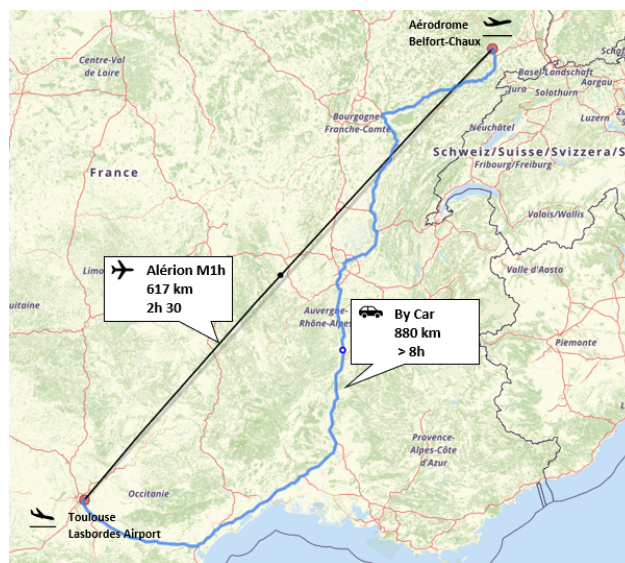 Aérodrome
Belfort-Chaux
Centre-Val
de Loire
Basel-Landschaft
Aargau
Jura
Solothurn
Luzern
Bourgogne
Franche-Comte
Neuchâtel
Schweiz/Suisse/Svizzera/S
Fribourg/Freiburg
France
Valais/Wallis
Alérion M1h
617 km
2h 30
Valle d'Aosta
Auvergne-
Rhône-Alpes
By Car
880 km
> 8h
Piemonte
Provence-
Alpes-Côte
d'Azur
Occitanie
Toulouse
Lasbordes Airport